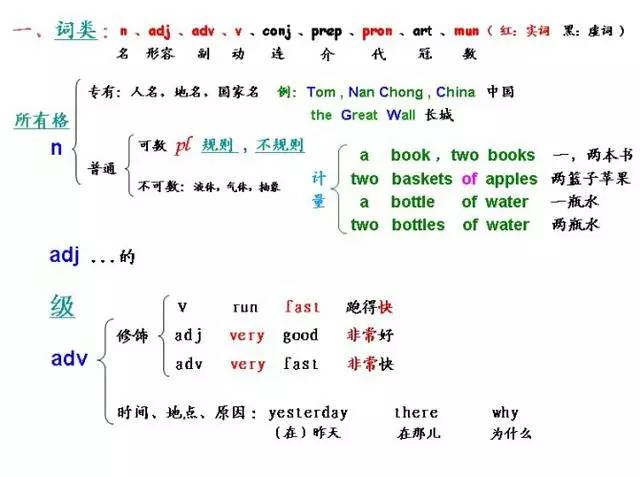 一、词类：n、adj、adv、v、conj、prep、pron、art、mun（红：实词 黑：虚词）
名 形容 副 动 连 介 代 冠 数
专有：人名，地名，国家名 例：Tom , Nan Chong , China 中国
the Great Wall 长城
所有格
n
普通
可数 pl 规则，不规则
不可数：液体，气体，抽象
计量
a book，two books 一，两本书
two baskets of apples 两篮子苹果
a bottle of water 一瓶水
two bottles of water 两瓶水
adj ...的
级
adv
修饰
v run fast 跑得快
adj very good 非常好
adv very fast 非常快
时间、地点、原因：yesterday there why
（在）昨天 在那儿 为什么